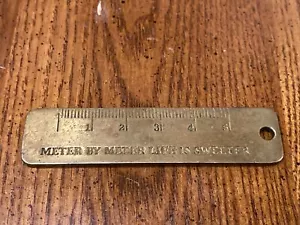 1 2 3 4 5
METER BY METER LIFE IS SWEETER